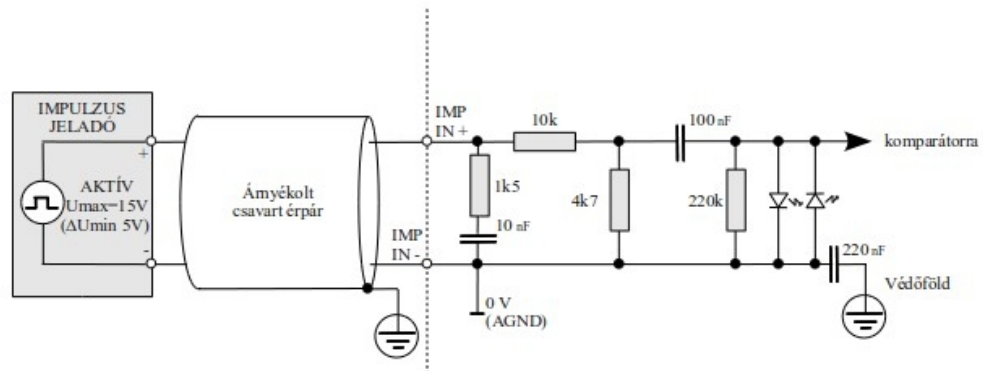 IMPULZUS
JELADÓ
+
AKTÍV
Umax=15V
(ΔUmin 5V)
-
Árnyékolt
csavart érpár
IMP
IN +
IMP
IN -
10k
1k5
10 nF
0 V
(AGND)
4k7
100 nF
220k
komparátorra
220 nF
Védőföld